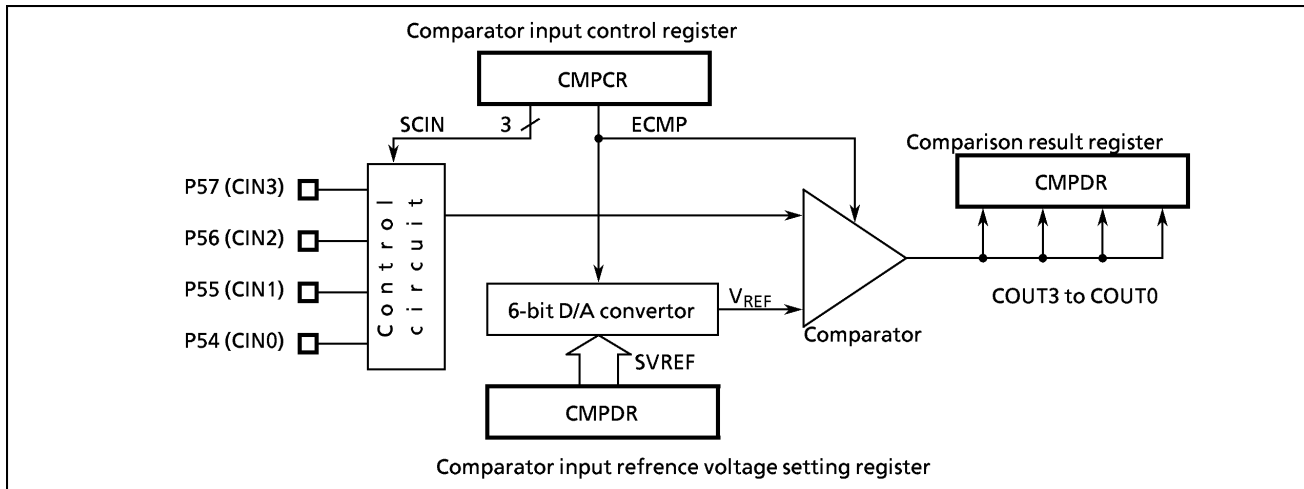 Comparator input control register
CMPCR
SCIN
3
ECMP
Comparison result register
CMPDR
P57 (CIN3)
P56 (CIN2)
P55 (CIN1)
P54 (CIN0)
Control
circuit
6-bit D/A convertor
VREF
Comparator
COUT3 to COUT0
SVREF
CMPDR
Comparator input refrence voltage setting register